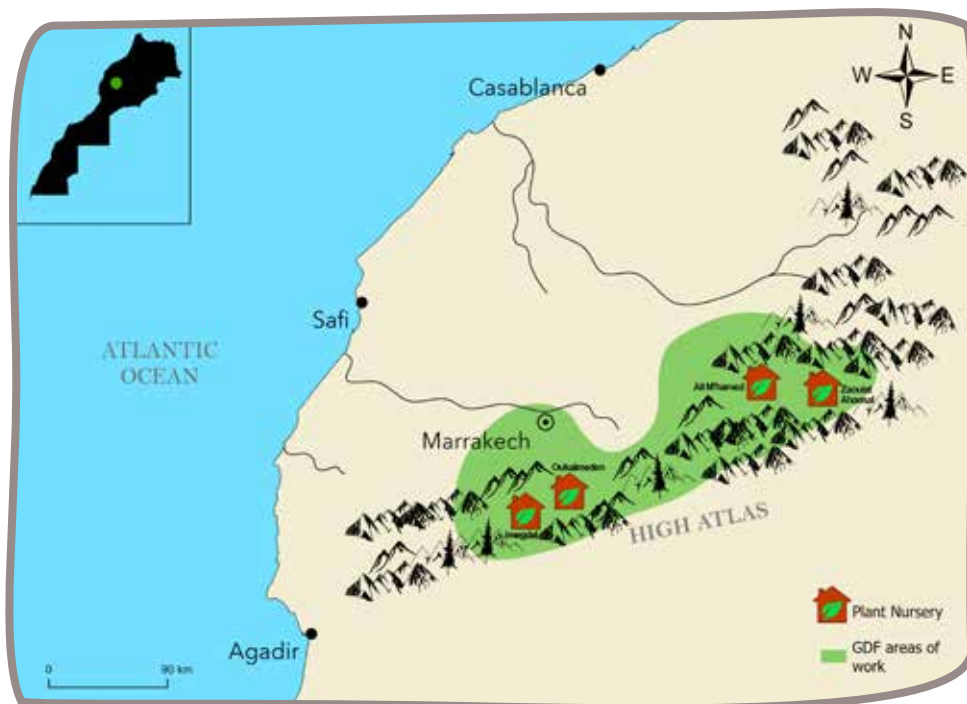 N
W E
S
Casablanca
Safi
ATLANTIC
OCEAN
Marrakech
Ait M'hamed
Zaouiat
Ahansal
Oukaimeden
Imegdal
HIGH ATLAS
Agadir
0 90 km
Plant Nursery
GDF areas of
work